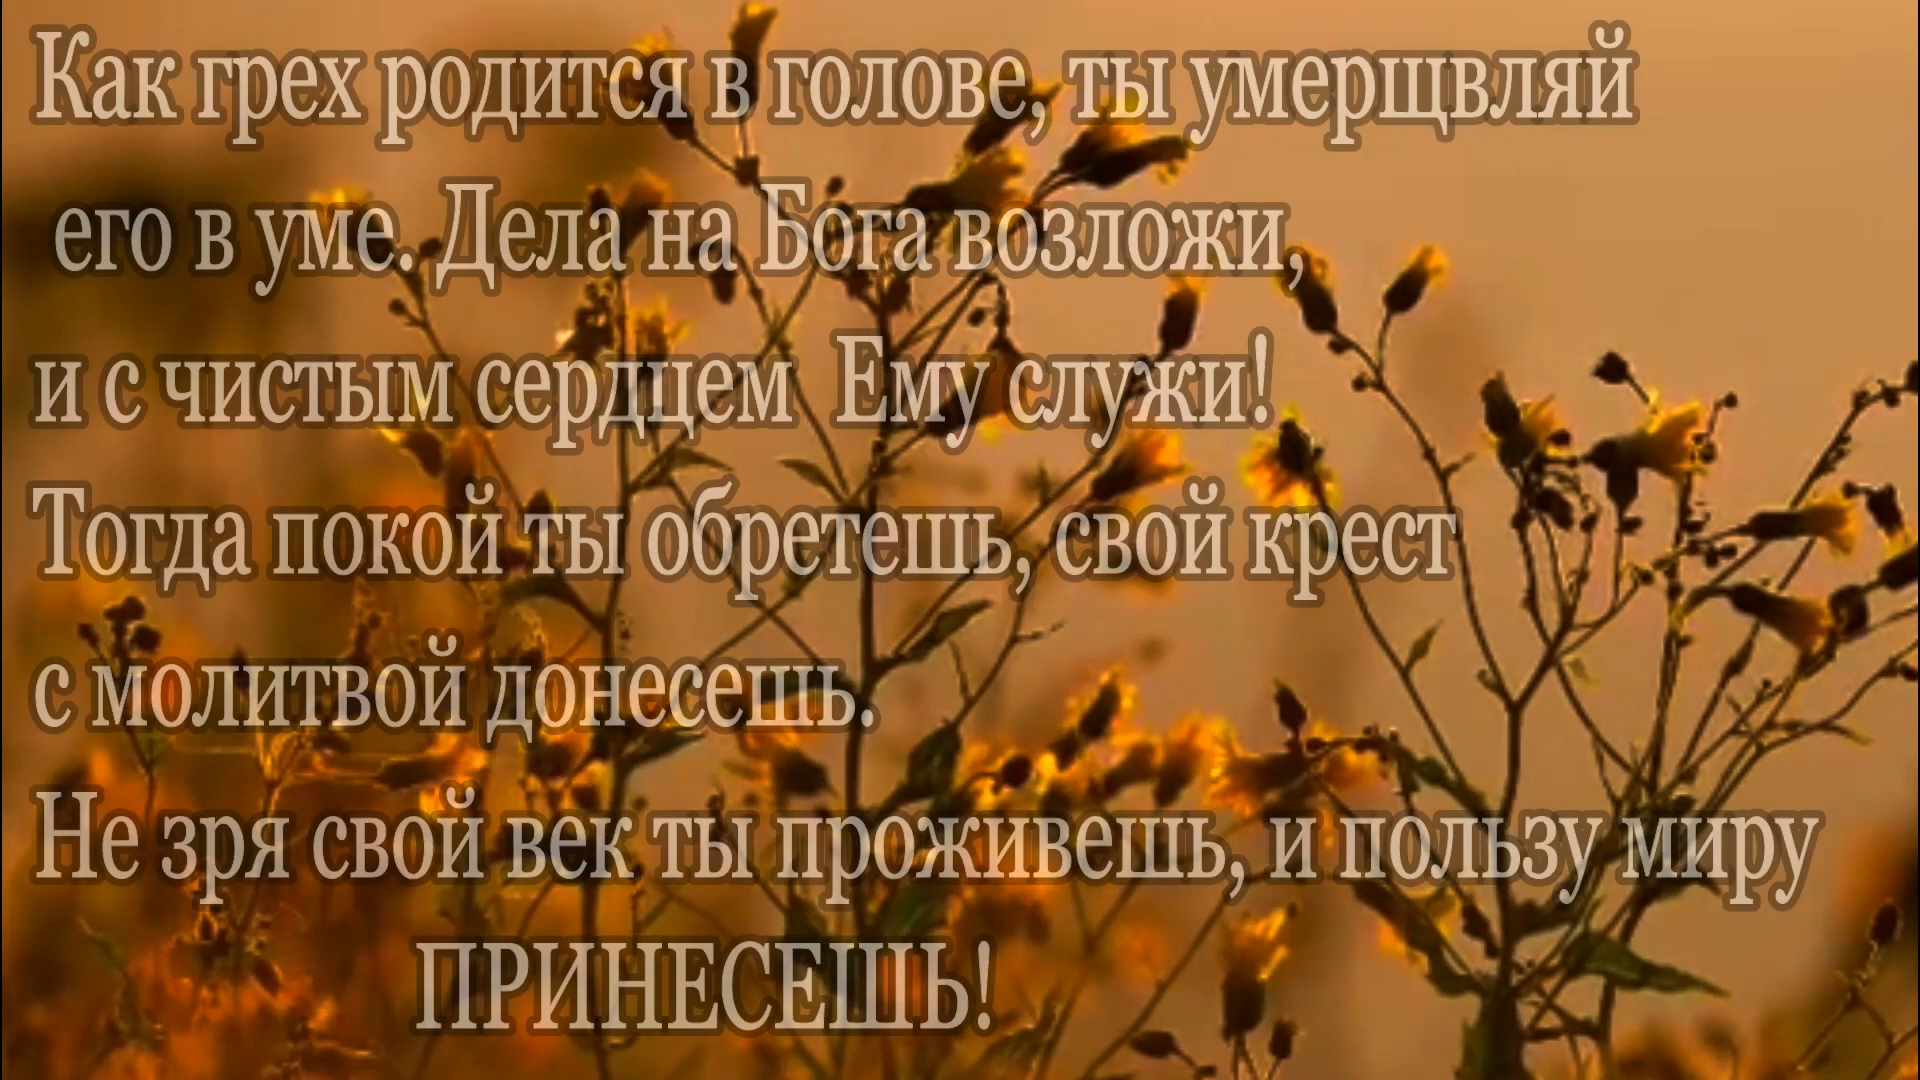 Как грех родится в голове, ты умерщвляй
его в уме. Дела на Бога возложи,
и с чистым сердцем Ему служи!
Тогда покой ты обретешь, свой крест
с молитвой донесешь.
Не зря свой век ты проживешь, и пользу миру
ПРИНЕСЕШЬ!